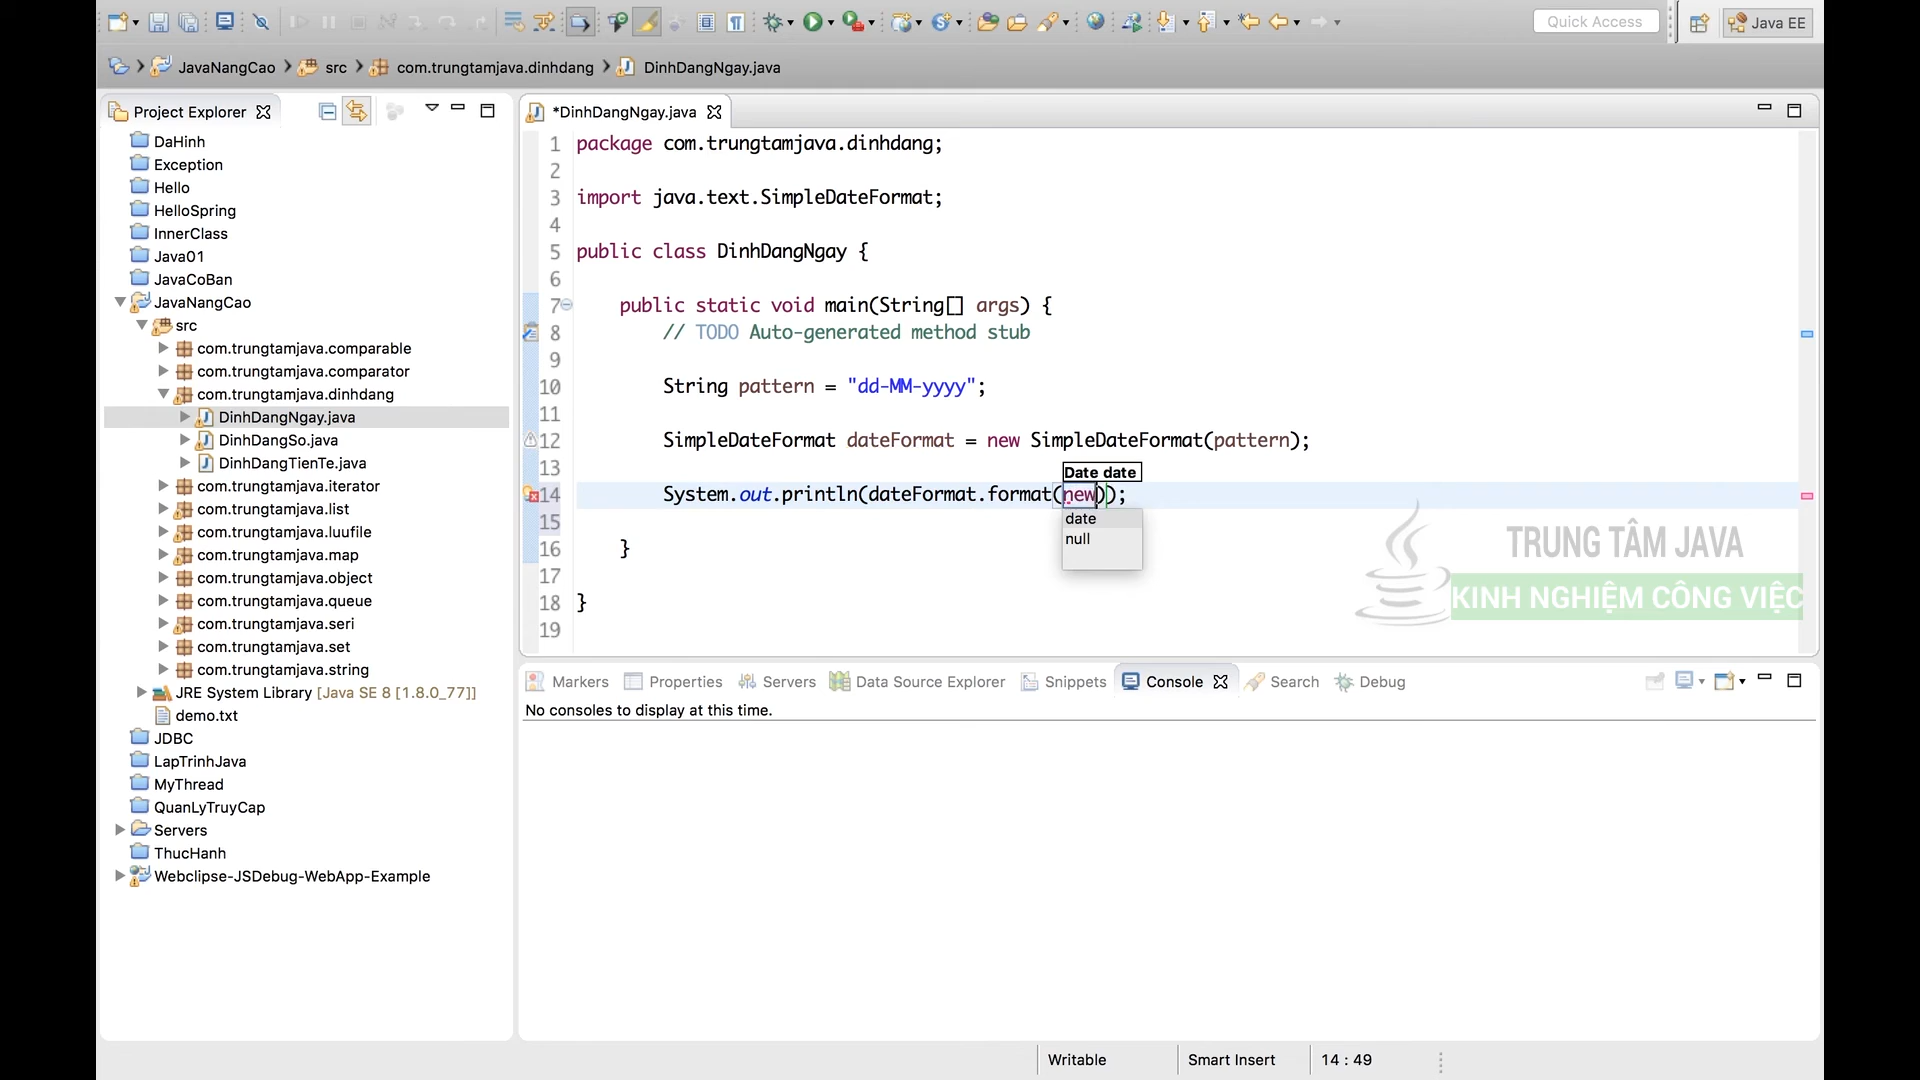 Quick Access
Java EE
JavaNangCao
src
com.trungtamjava.dinhdang
DinhDangNgay.java
Project Explorer
DaHinh
Exception
Hello
HelloSpring
InnerClass
Java01
JavaCoBan
JavaNangCao
src
com.trungtamjava.comparable
com.trungtamjava.comparator
com.trungtamjava.dinhdang
DinhDangNgay.java
DinhDangSo.java
DinhDangTienTe.java
com.trungtamjava.iterator
com.trungtamjava.list
com.trungtamjava.luufile
com.trungtamjava.map
com.trungtamjava.object
com.trungtamjava.queue
com.trungtamjava.seri
com.trungtamjava.set
com.trungtamjava.string
JRE System Library [Java SE 8 [1.8.0_77]]
demo.txt
JDBC
LapTrinhJava
MyThread
QuanLyTruyCap
Servers
ThucHanh
Webclipse-JSDebug-WebApp-Example
*DinhDangNgay.java
1 package com.trungtamjava.dinhdang;
2
3 import java.text.SimpleDateFormat;
4
5 public class DinhDangNgay {
6
7 public static void main(String[] args) {
8 // TODO Auto-generated method stub
9
10 String pattern = "dd-MM-yyyy";
11
12 SimpleDateFormat dateFormat = new SimpleDateFormat(pattern);
13
Date date
14 System.out.println(dateFormat.format(new));
date
null
15
16 }
17
18 }
19
TRUNG TÂM JAVA
KINH NGHIỆM CÔNG VIỆC
Markers
Properties
Servers
Data Source Explorer
Snippets
Console
Search
Debug
No consoles to display at this time.
Writable
Smart Insert
14 : 49